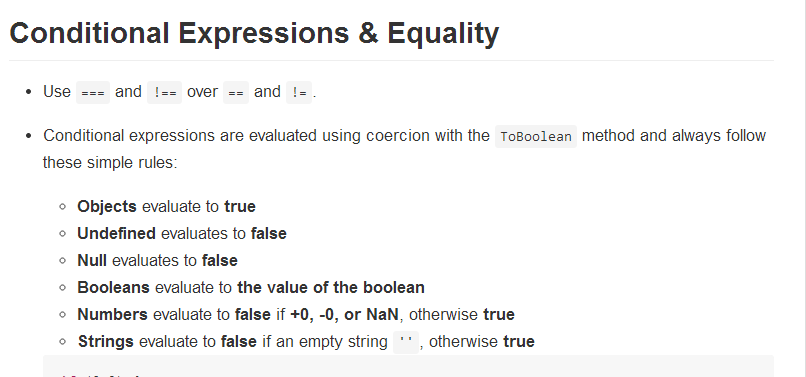 Conditional Expressions & Equality
• Use === and !== over == and != .
• Conditional expressions are evaluated using coercion with the ToBoolean method and always follow
these simple rules:
◦ Objects evaluate to true
◦ Undefined evaluates to false
◦ Null evaluates to false
◦ Booleans evaluate to the value of the boolean
◦ Numbers evaluate to false if +0, -0, or NaN, otherwise true
◦ Strings evaluate to false if an empty string '' , otherwise true